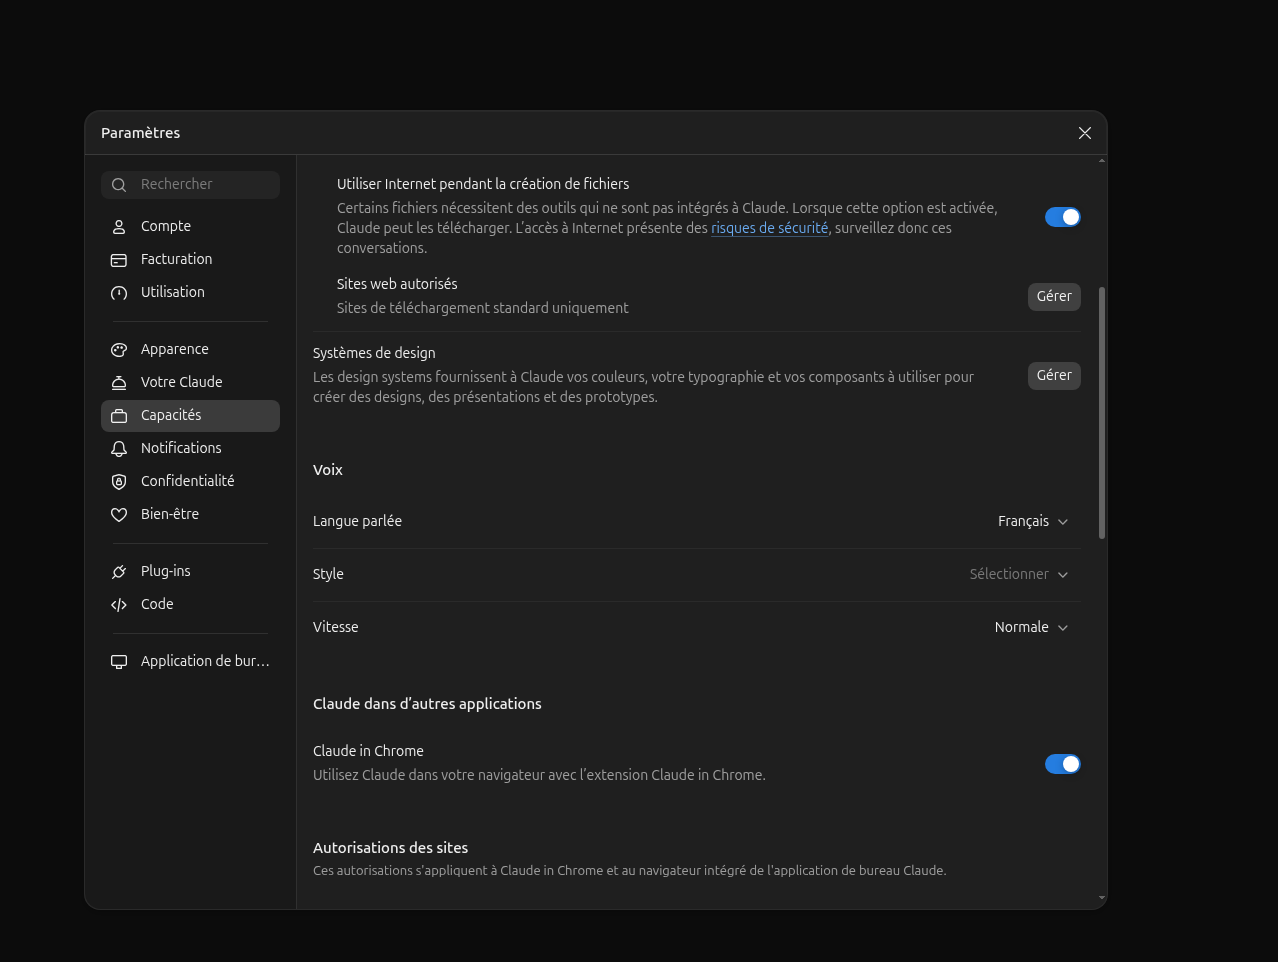 Paramètres
Rechercher
Compte
Facturation
Utilisation
Apparence
Votre Claude
Capacités
Notifications
Confidentialité
Bien-être
Plug-ins
Code
Application de bur…
Utiliser Internet pendant la création de fichiers
Certains fichiers nécessitent des outils qui ne sont pas intégrés à Claude. Lorsque cette option est activée,
Claude peut les télécharger. L’accès à Internet présente des risques de sécurité, surveillez donc ces
conversations.
Sites web autorisés
Sites de téléchargement standard uniquement
Gérer
Systèmes de design
Les design systems fournissent à Claude vos couleurs, votre typographie et vos composants à utiliser pour
créer des designs, des présentations et des prototypes.
Gérer
Voix
Langue parlée
Français
Style
Sélectionner
Vitesse
Normale
Claude dans d’autres applications
Claude in Chrome
Utilisez Claude dans votre navigateur avec l’extension Claude in Chrome.
Autorisations des sites
Ces autorisations s'appliquent à Claude in Chrome et au navigateur intégré de l'application de bureau Claude.